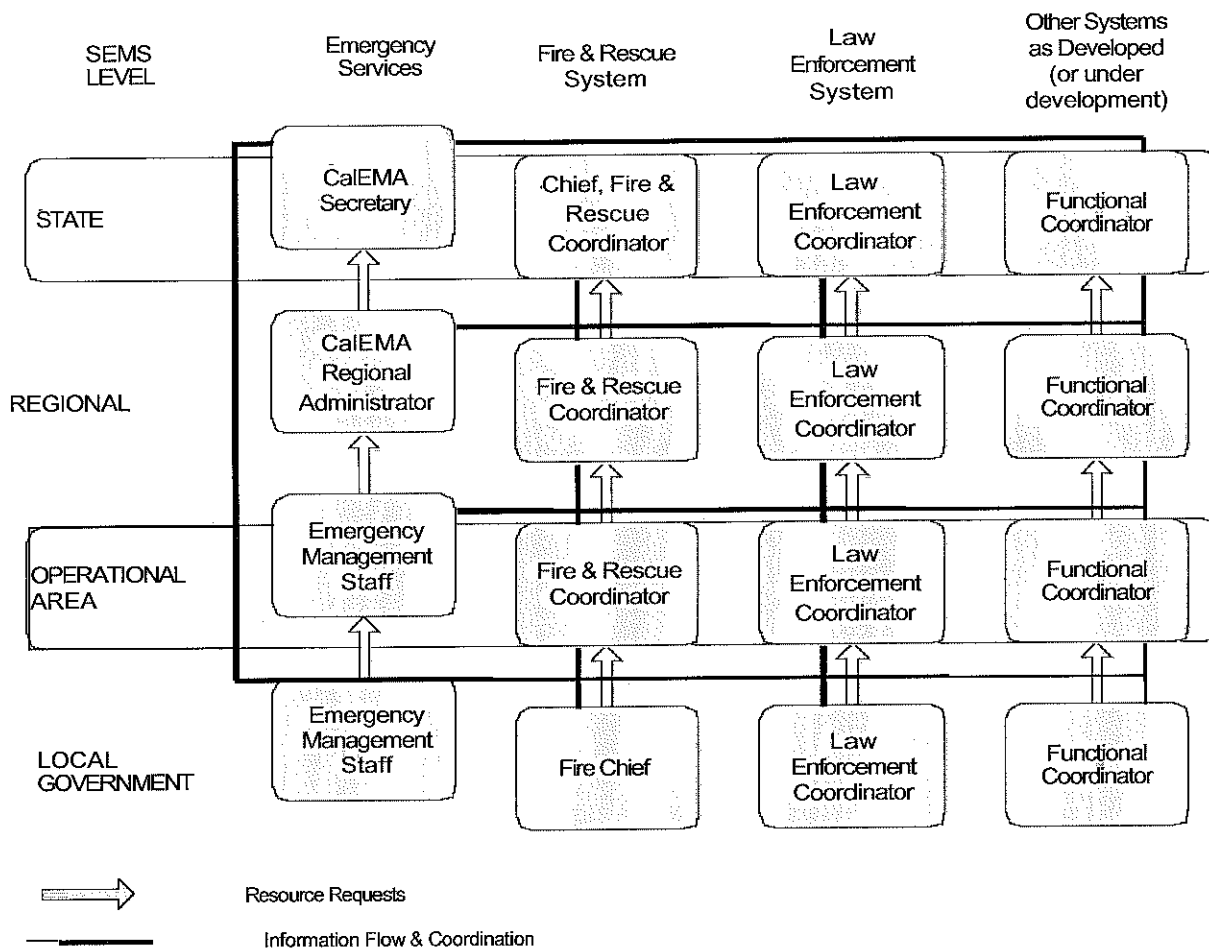 SEMS
LEVEL
Emergency
Services
Fire & Rescue
System
Law
Enforcement
System
Other Systems
as Developed
(or under
development)
STATE
CalEMA
Secretary
Chief, Fire &
Rescue
Coordinator
Law
Enforcement
Coordinator
Functional
Coordinator
REGIONAL
CalEMA
Regional
Administrator
Fire & Rescue
Coordinator
Law
Enforcement
Coordinator
Functional
Coordinator
OPERATIONAL
AREA
Emergency
Management
Staff
Fire & Rescue
Coordinator
Law
Enforcement
Coordinator
Functional
Coordinator
LOCAL
GOVERNMENT
Emergency
Management
Staff
Fire Chief
Law
Enforcement
Coordinator
Functional
Coordinator
Resource Requests
Information Flow & Coordination